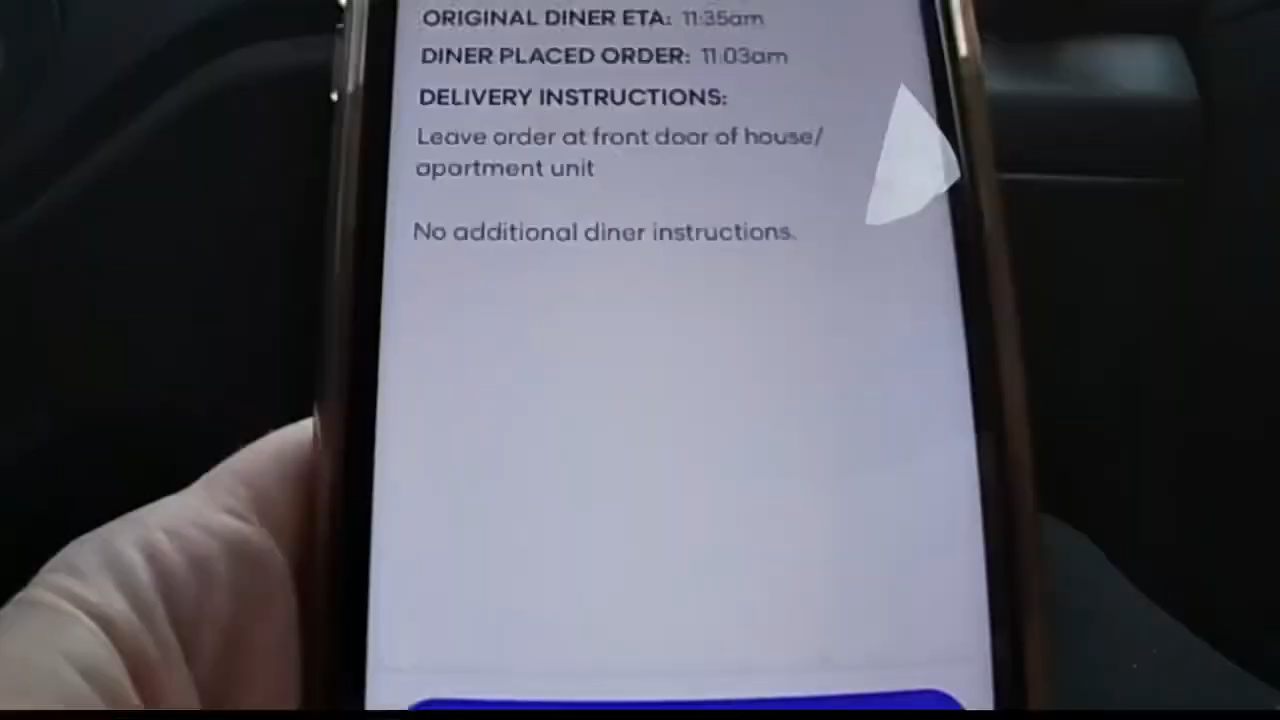 ORIGINAL DINER ETA: 11:35am
DINER PLACED ORDER: 11:03am
DELIVERY INSTRUCTIONS:
Leave order at front door of house/
apartment unit
No additional diner instructions.